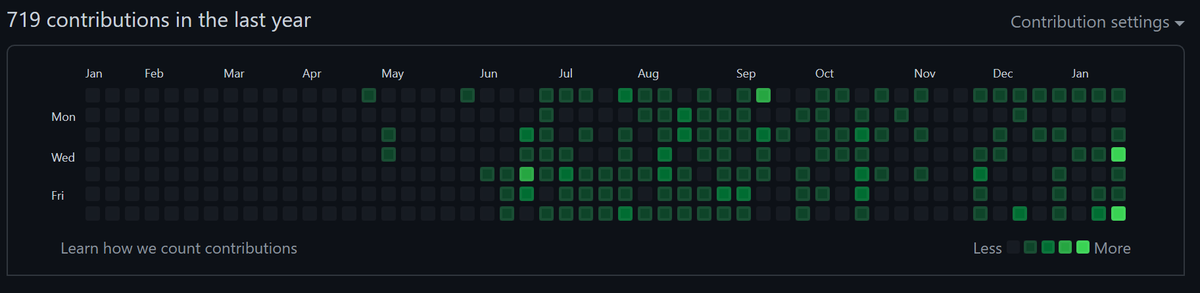 719 contributions in the last year
Contribution settings
Jan Feb Mar Apr May Jun Jul Aug Sep Oct Nov Dec Jan
Mon
Wed
Fri
Learn how we count contributions
Less More